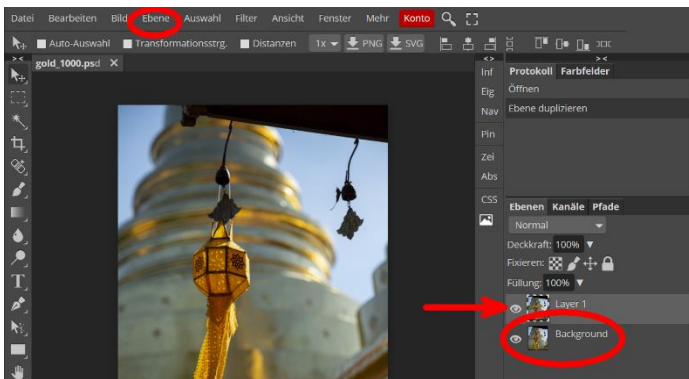 Datei Bearbeiten Bild Ebene Auswahl Filter Ansicht Fenster Mehr Konto
Auto-Auswahl Transformationsstrg. Distanzen 1x PNG SVG
gold_1000.psd X
Inf
Eig
Nav
Pin
Zei
Abs
CSS
Protokoll Farbfelder
Öffnen
Ebene duplizieren
Ebenen Kanäle Pfade
Normal
Deckkraft: 100%
Fixieren:
Füllung: 100%
Layer 1
Background